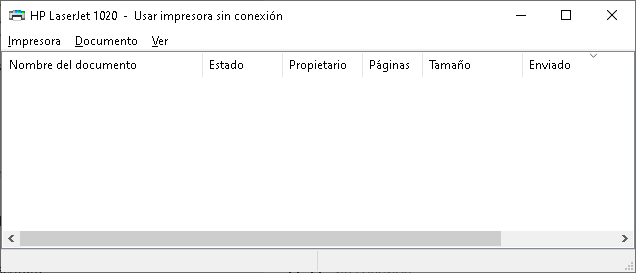 HP LaserJet 1020 - Usar impresora sin conexión
Impresora Documento Ver
Nombre del documento Estado Propietario Páginas Tamaño Enviado